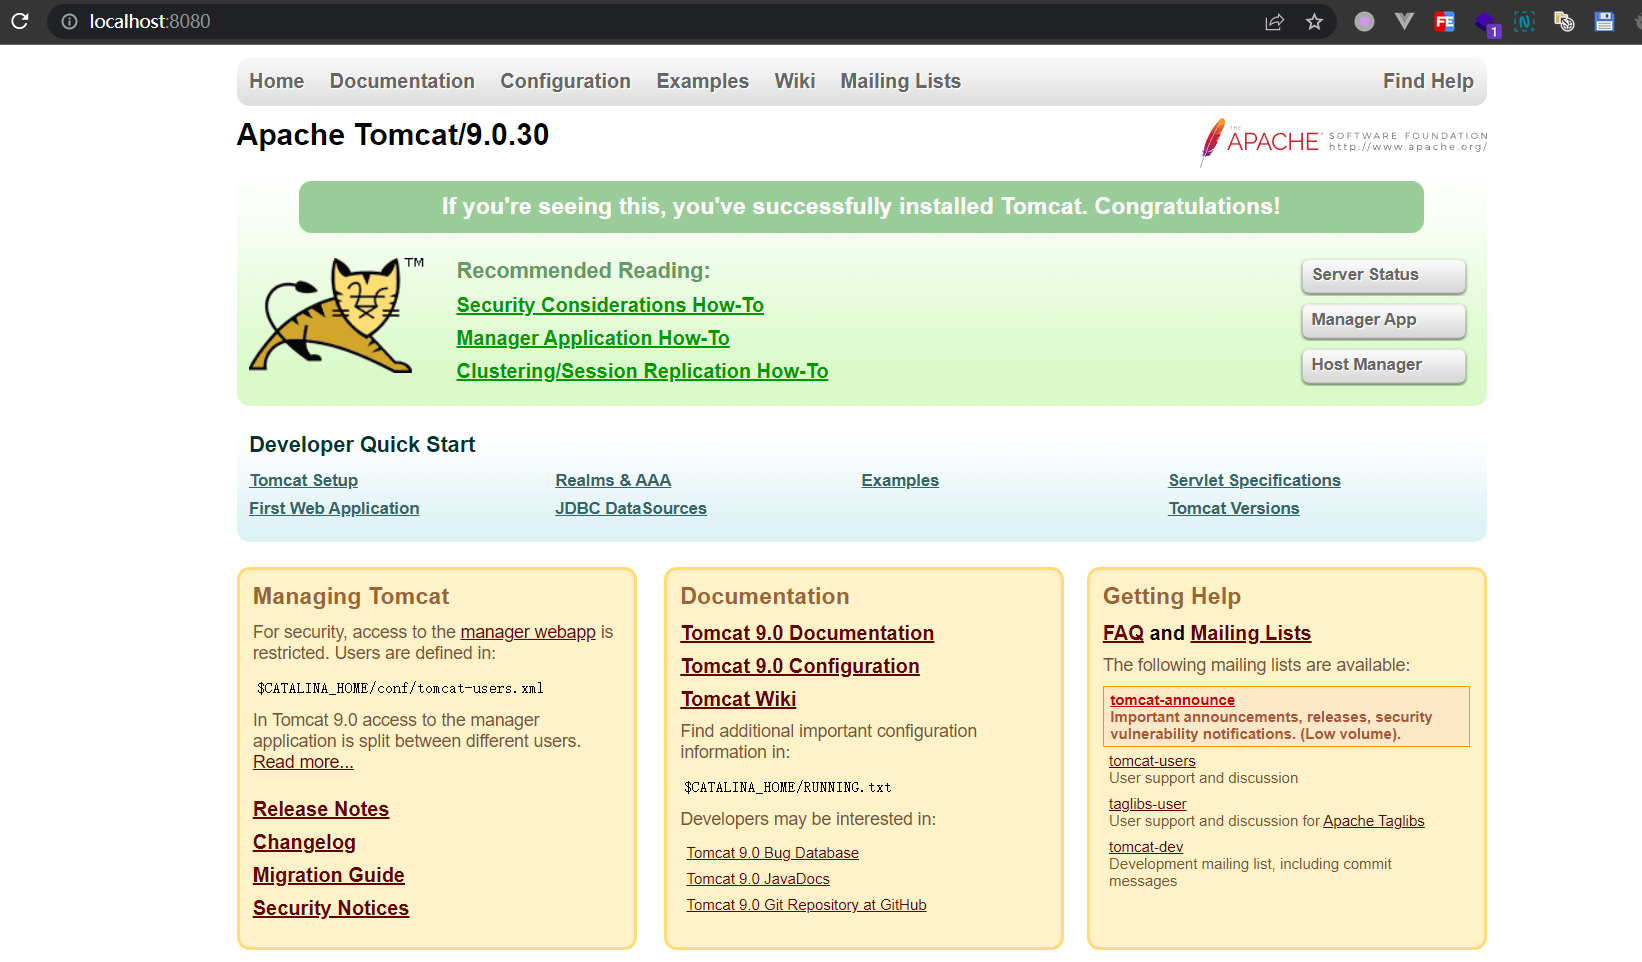 localhost:8080
1
Home Documentation Configuration Examples Wiki Mailing Lists Find Help
Apache Tomcat/9.0.30
THE APACHE SOFTWARE FOUNDATION
http://www.apache.org/
If you're seeing this, you've successfully installed Tomcat. Congratulations!
TM
Recommended Reading:
Security Considerations How-To
Manager Application How-To
Clustering/Session Replication How-To
Server Status
Manager App
Host Manager
Developer Quick Start
Tomcat Setup
First Web Application
Realms & AAA
JDBC DataSources
Examples
Servlet Specifications
Tomcat Versions
Managing Tomcat
For security, access to the manager webapp is
restricted. Users are defined in:
$CATALINA_HOME/conf/tomcat-users.xml
In Tomcat 9.0 access to the manager
application is split between different users.
Read more...
Release Notes
Changelog
Migration Guide
Security Notices
Documentation
Tomcat 9.0 Documentation
Tomcat 9.0 Configuration
Tomcat Wiki
Find additional important configuration
information in:
$CATALINA_HOME/RUNNING.txt
Developers may be interested in:
Tomcat 9.0 Bug Database
Tomcat 9.0 JavaDocs
Tomcat 9.0 Git Repository at GitHub
Getting Help
FAQ and Mailing Lists
The following mailing lists are available:
tomcat-announce
Important announcements, releases, security
vulnerability notifications. (Low volume).
tomcat-users
User support and discussion
taglibs-user
User support and discussion for Apache Taglibs
tomcat-dev
Development mailing list, including commit
messages